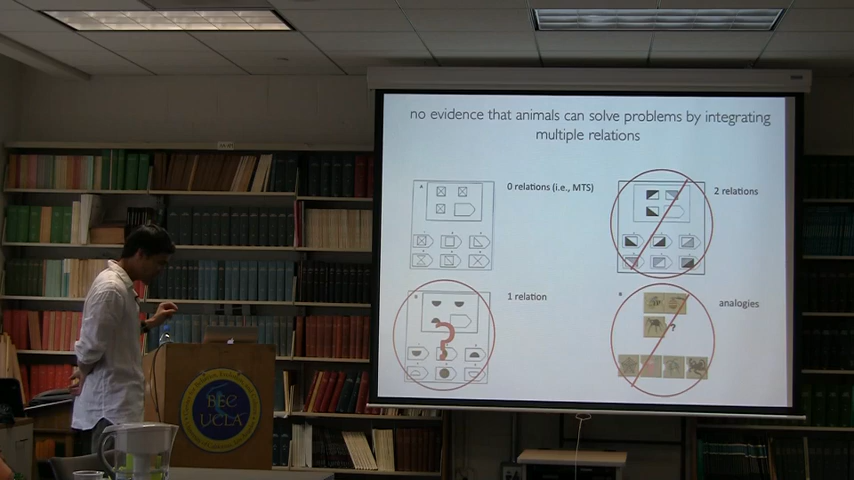 no evidence that animals can solve problems by integrating
multiple relations
0 relations (i.e., MTS)
2 relations
1 relation
analogies
?
?
BEC
UCLA